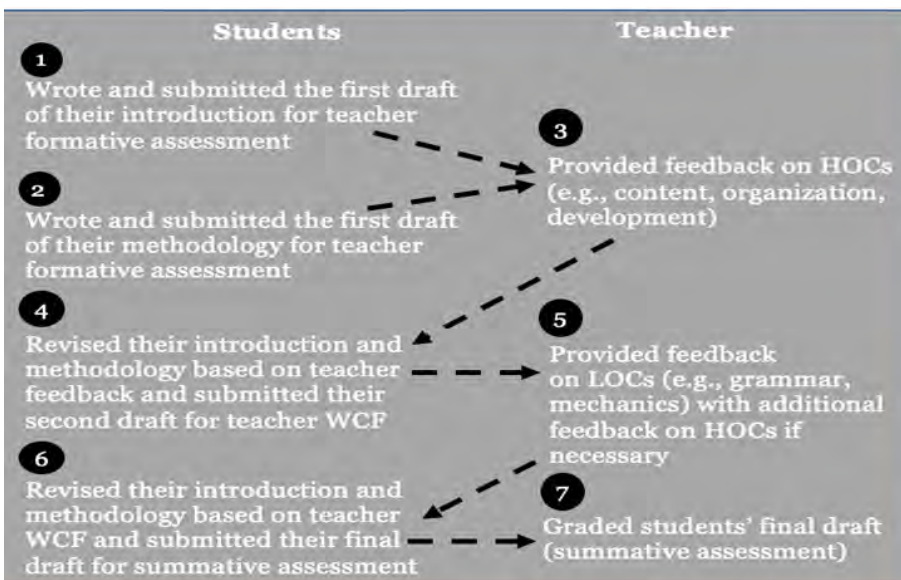 Students
Teacher
1
Wrote and submitted the first draft
of their introduction for teacher
formative assessment
2
Wrote and submitted the first draft
of their methodology for teacher
formative assessment
3
Provided feedback on HOCs
(e.g., content, organization,
development)
4
Revised their introduction and
methodology based on teacher
feedback and submitted their
second draft for teacher WCF
5
Provided feedback
on LOCs (e.g., grammar,
mechanics) with additional
feedback on HOCs if
necessary
6
Revised their introduction and
methodology based on teacher
WCF and submitted their final
draft for summative assessment
7
Graded students' final draft
(summative assessment)